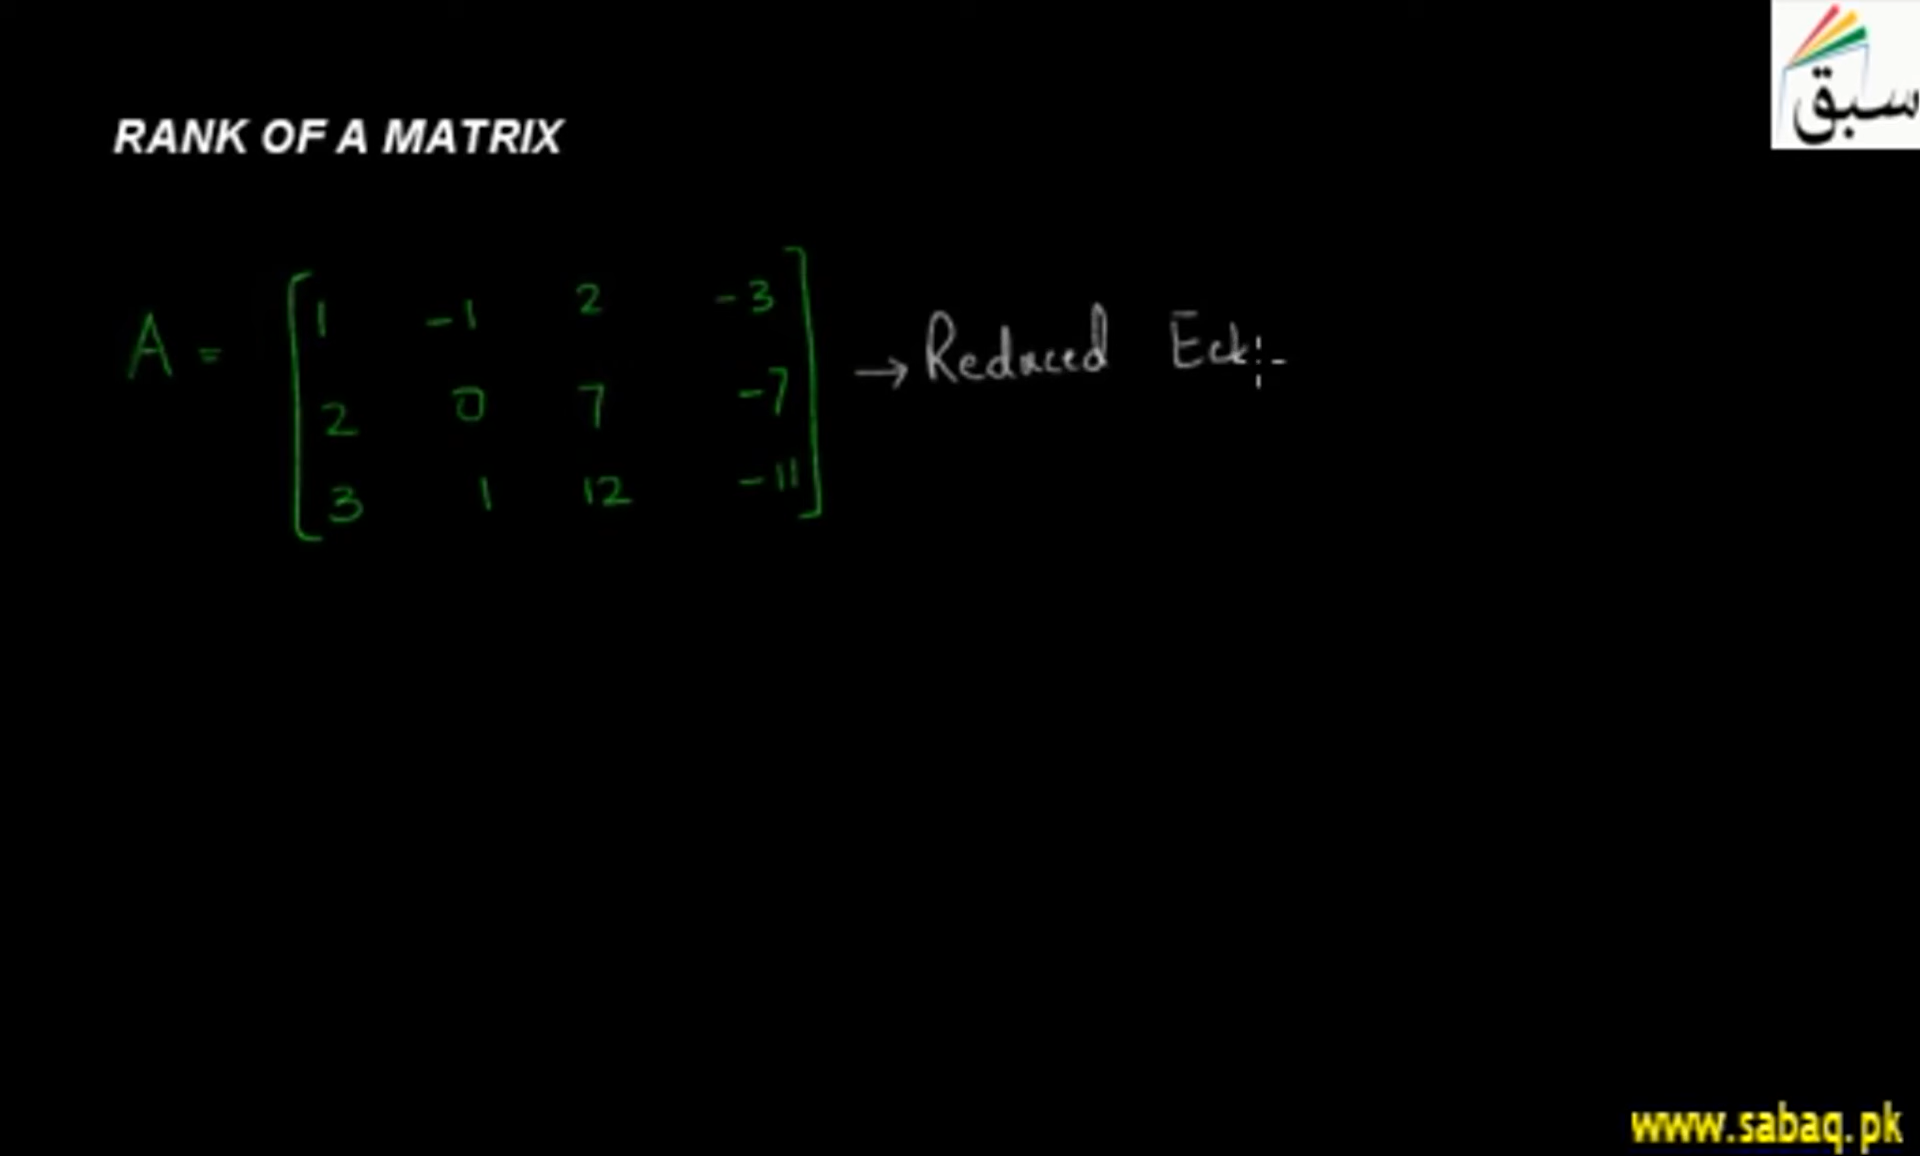 سبق
RANK OF A MATRIX
A = [ 1 -1 2 -3 ] → Reduced Ech:-
2 0 7 -7
3 1 12 -11
www.sabaq.pk